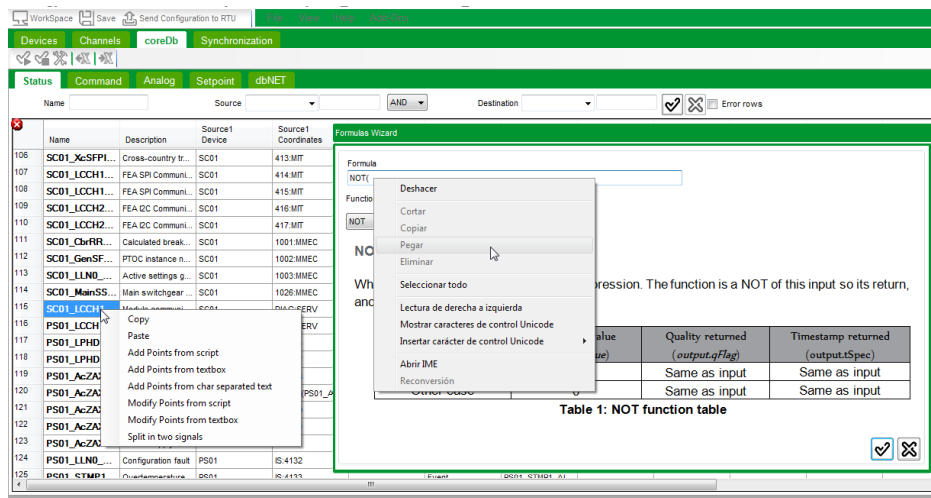 WorkSpace Save Send Configuration to RTU File View Help Add-Ons
Devices Channels coreDb Synchronization
Status Command Analog Setpoint dbNET
Name Source AND Destination Error rows
Name Description Source1 Device Source1 Coordinates
Formulas Wizard
106 SC01_XcSFPI... Cross-country tr... SC01 413:MIT
107 SC01_LCCH1... FEA SPI Communi... SC01 414:MIT
108 SC01_LCCH1... FEA SPI Communi... SC01 415:MIT
109 SC01_LCCH2... FEA I2C Communi... SC01 416:MIT
110 SC01_LCCH2... FEA I2C Communi... SC01 417:MIT
111 SC01_CbrRR... Calculated break... SC01 1001:MMEC
112 SC01_GenSF... PTOC instance n... SC01 1002:MMEC
113 SC01_LLN0_... Active settings g... SC01 1003:MMEC
114 SC01_MainSS... Main switchgear ... SC01 1026:MMEC
115 SC01_LCCH1
116 PS01_LCCH
117 PS01_LPHD
118 PS01_LPHD
119 PS01_AcZA
120 PS01_AcZA
121 PS01_AcZA
122 PS01_AcZA
123 PS01_AcZA
124 PS01_LLN0_... Configuration fault PS01 IS:4132
125 PS01_STMP1 Overtemperature PS01 IS:4133 Event PS01_STMP1_AL
Copy
Paste
Add Points from script
Add Points from textbox
Add Points from char separated text
Modify Points from script
Modify Points from textbox
Split in two signals
Formula
NOT(
Functio
NOT
NO
Deshacer
Cortar
Copiar
Pegar
Eliminar
Seleccionar todo
Lectura de derecha a izquierda
Mostrar caracteres de control Unicode
Insertar carácter de control Unicode
Abrir IME
Reconversión
Wh pression. The function is a NOT of this input so its return,
and
alue Quality returned Timestamp returned
ue) (output.qFlag) (output.tSpec)
Same as input Same as input
Other case 0 Same as input Same as input
Table 1: NOT function table